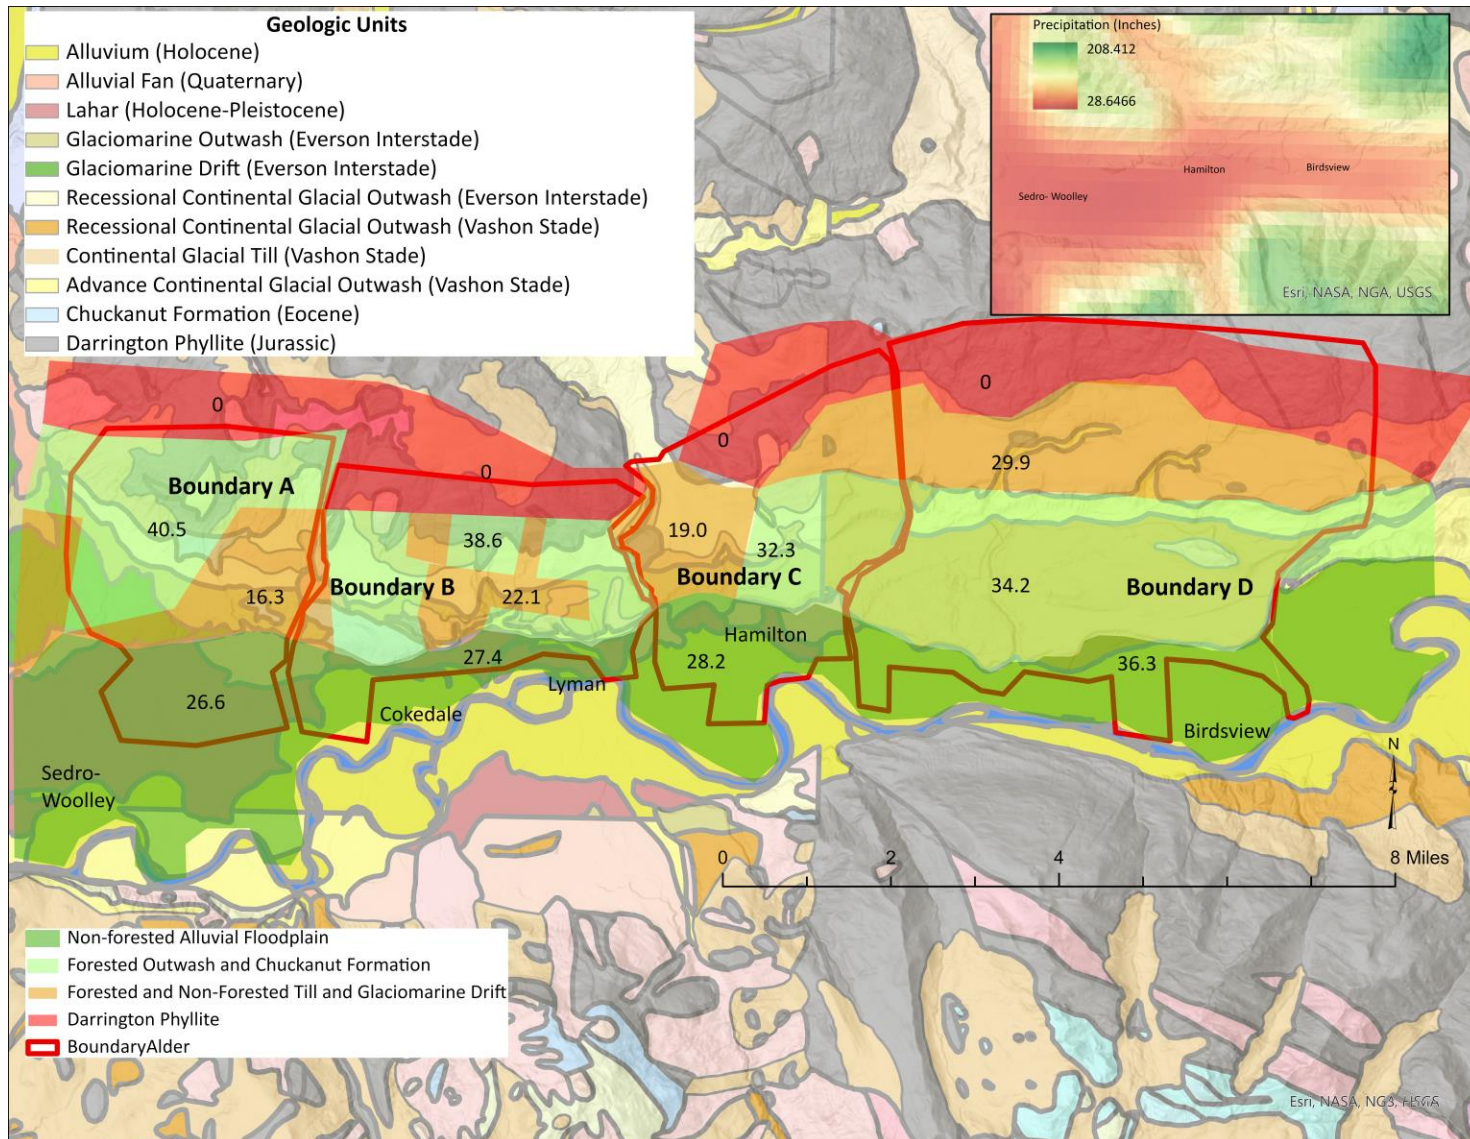 Geologic Units
Alluvium (Holocene)
Alluvial Fan (Quaternary)
Lahar (Holocene-Pleistocene)
Glaciomarine Outwash (Everson Interstade)
Glaciomarine Drift (Everson Interstade)
Recessional Continental Glacial Outwash (Everson Interstade)
Recessional Continental Glacial Outwash (Vashon Stade)
Continental Glacial Till (Vashon Stade)
Advance Continental Glacial Outwash (Vashon Stade)
Chuckanut Formation (Eocene)
Darrington Phyllite (Jurassic)
Precipitation (Inches)
208.412
28.6466
Birdsview
Hamilton
Sedro- Woolley
Esri, NASA, NGA, USGS
0
0
0
0
Boundary A
40.5
16.3
26.6
38.6
Boundary B
22.1
27.4
19.0
32.3
Boundary C
Hamilton
28.2
29.9
34.2
Boundary D
36.3
Lyman
Cokedale
Birdsview
Sedro-
Woolley
N
0
2
4
8 Miles
Non-forested Alluvial Floodplain
Forested Outwash and Chuckanut Formation
Forested and Non-Forested Till and Glaciomarine Drift
Darrington Phyllite
BoundaryAlder
Esri, NASA, NGA, USGS